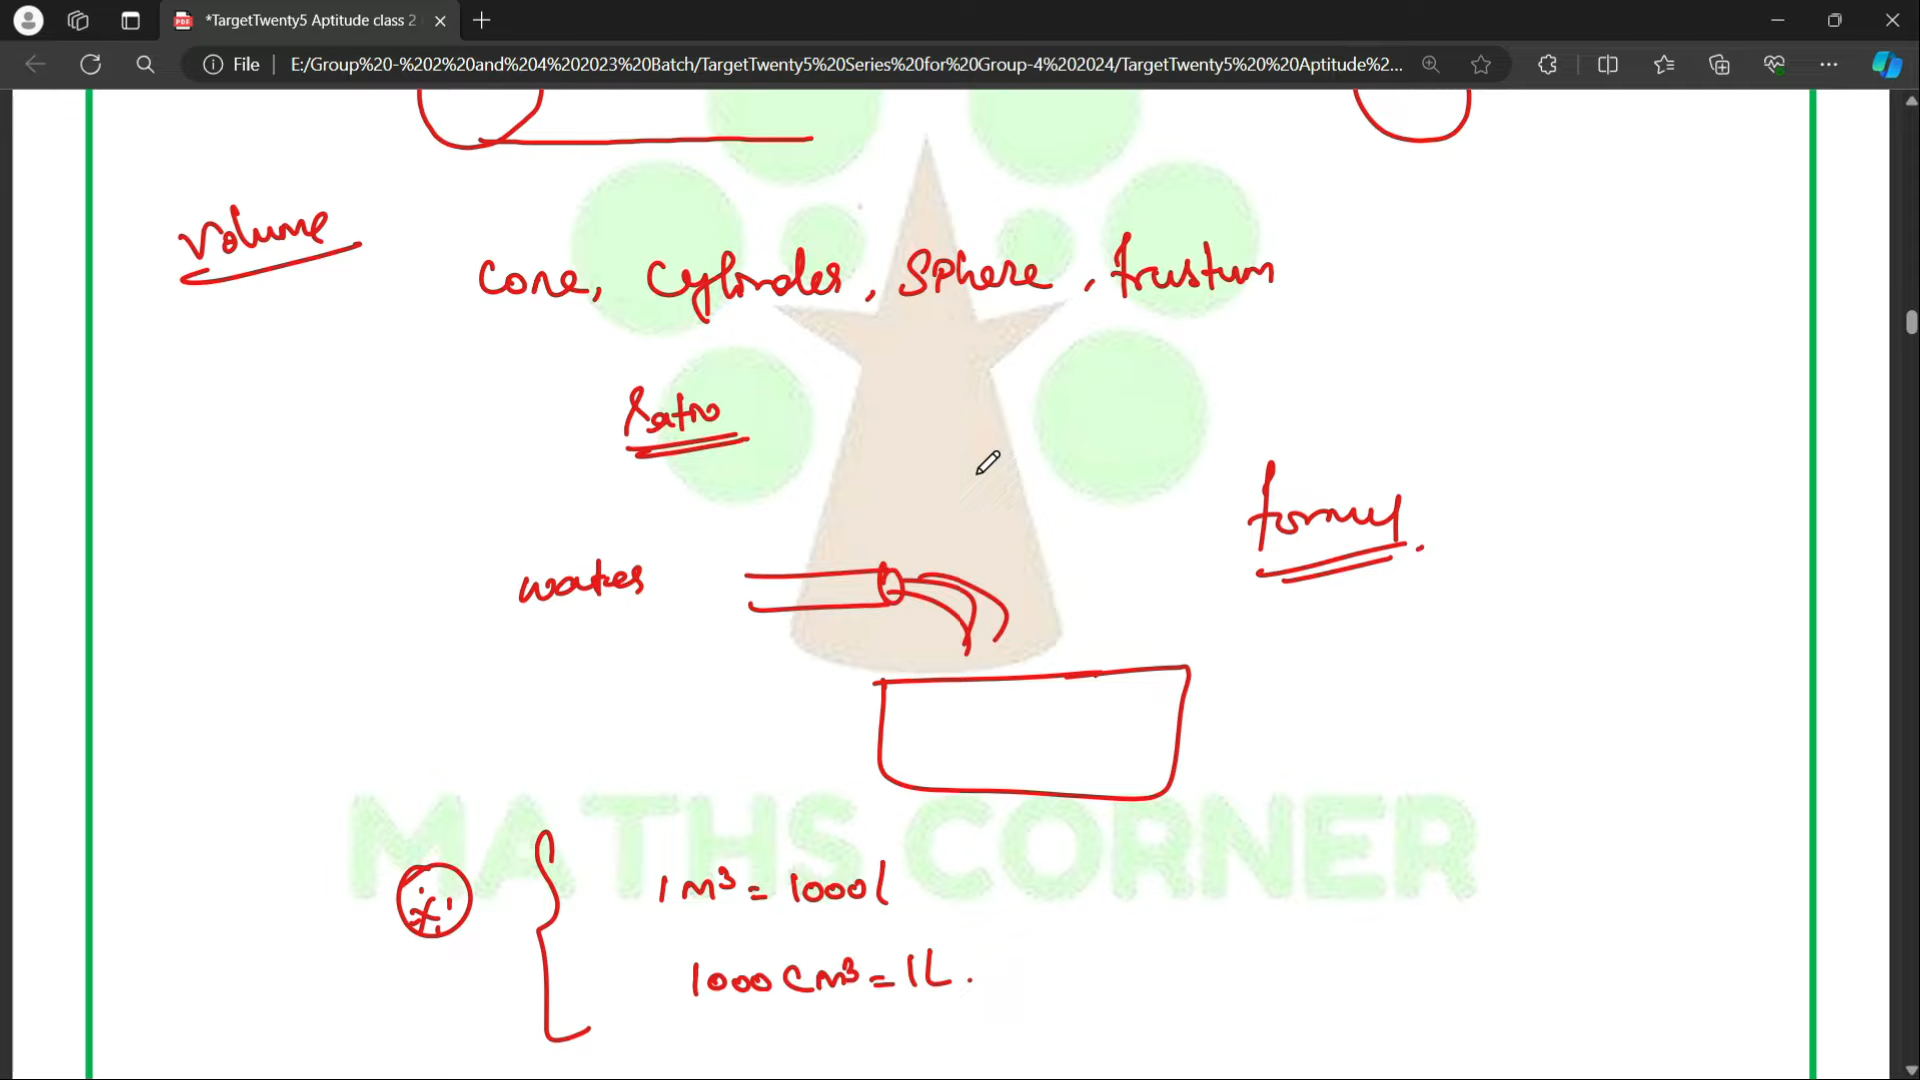 *TargetTwenty5 Aptitude class 2
File
E:/Group%20-%202%20and%204%202023%20Batch/TargetTwenty5%20Series%20for%20Group-4%202024/TargetTwenty5%20%20Aptitude%2...
Volume
Cone, Cylinder, Sphere, frustum
Ratio
formul
water
MATHS CORNER
1 m³ = 1000 l
1000 cm³ = 1L.